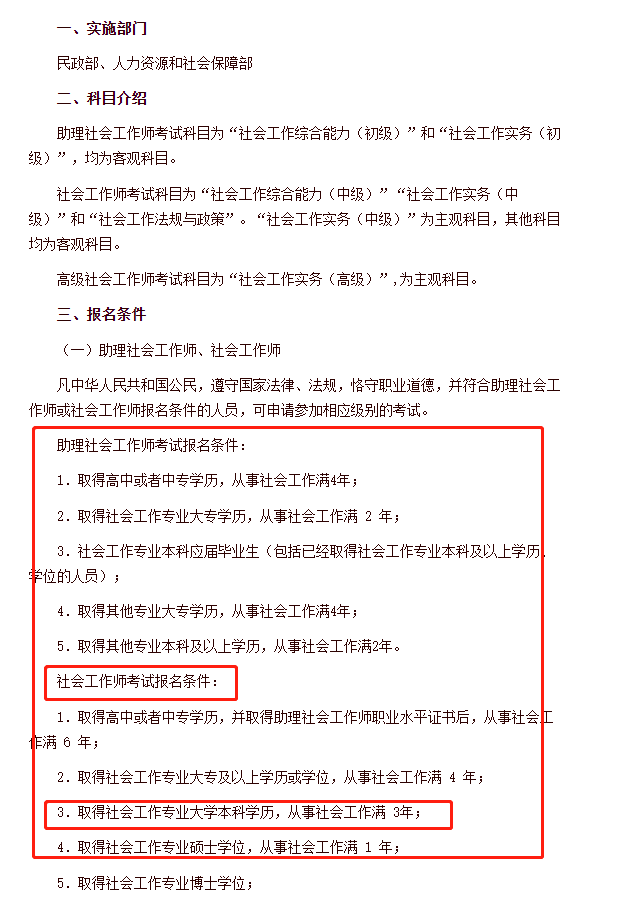 一、实施部门
民政部、人力资源和社会保障部
二、科目介绍
助理社会工作师考试科目为“社会工作综合能力（初级）”和“社会工作实务（初
级）”，均为客观科目。
社会工作师考试科目为“社会工作综合能力（中级）”“社会工作实务（中
级）”和“社会工作法规与政策”。“社会工作实务（中级）”为主观科目，其他科目
均为客观科目。
高级社会工作师考试科目为“社会工作实务（高级）”,为主观科目。
三、报名条件
（一）助理社会工作师、社会工作师
凡中华人民共和国公民，遵守国家法律、法规，恪守职业道德，并符合助理社会工
作师或社会工作师报名条件的人员，可申请参加相应级别的考试。
助理社会工作师考试报名条件：
1．取得高中或者中专学历，从事社会工作满4年；
2．取得社会工作专业大专学历，从事社会工作满 2 年；
3．社会工作专业本科应届毕业生（包括已经取得社会工作专业本科及以上学历、
学位的人员）；
4．取得其他专业大专学历，从事社会工作满4年；
5．取得其他专业本科及以上学历，从事社会工作满2年。
社会工作师考试报名条件：
1．取得高中或者中专学历，并取得助理社会工作师职业水平证书后，从事社会工
作满 6 年；
2．取得社会工作专业大专及以上学历或学位，从事社会工作满 4 年；
3．取得社会工作专业大学本科学历，从事社会工作满 3年；
4．取得社会工作专业硕士学位，从事社会工作满 1 年；
5．取得社会工作专业博士学位；